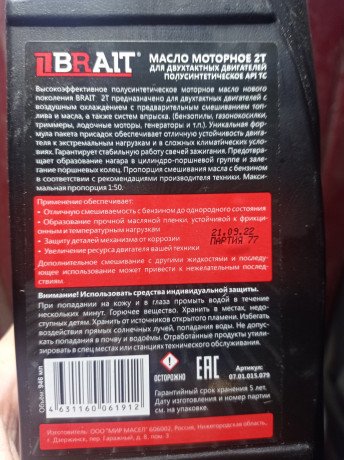 BRAIT
МАСЛО МОТОРНОЕ 2Т
ДЛЯ ДВУХТАКТНЫХ ДВИГАТЕЛЕЙ
ПОЛУСИНТЕТИЧЕСКОЕ API TC
Высокоэффективное полусинтетическое моторное масло нового
поколения BRAIT 2Т предназначено для двухтактных двигателей с
воздушным охлаждением с предварительным смешиванием топ-
лива и масла, а также систем впрыска. (бензопилы, газонокосилки,
триммеры, лодочные моторы, генераторы и т.п.). Уникальная фор-
мула пакета присадок обеспечивает отличную устойчивость двига-
теля к экстремальным нагрузкам и в сложных климатических усло-
виях. Гарантирует стабильную работу свечей зажигания. Предотвра-
щает образование нагара в цилиндро-поршневой группе и зале-
гание поршневых колец. Пропорция смешивания масла с бензином
в соответствии с рекомендациями производителя техники. Макси-
мальная пропорция 1:50.
Применение обеспечивает:
• Отличную смешиваемость с бензином до однородного состояния
• Образование прочной масляной пленки, устойчивой к фрикци-
онным и температурным нагрузкам
• Защиту деталей механизма от коррозии
• Увеличение ресурса двигателя вашей техники
21.09.22
ПАРТИЯ 77
Дополнительное смешивание с другими жидкостями и последу-
ющее использование может привести к нежелательным послед-
ствиям.
Внимание! Использовать средства индивидуальной защиты.
При попадании на кожу и в глаза промыть водой в течение
нескольких минут. Горючее вещество. Хранить в местах, недо-
ступных детям. Хранить от источников открытого пламени. Избегать
воздействия прямых солнечных лучей, попадания воды. Не допус-
кать попадания в почву и водоёмы. Отработанные продукты утили-
зировать в спец местах или станциях технического обслуживания.
Объём: 946 мл
4 631160 061912
ОСТОРОЖНО
ЕАС
Артикул:
07.01.015.079
Гарантийный срок хранения 5 лет.
Дата изготовления и номер партии
см. на упаковке.
Изготовитель: ООО "МИР МАСЕЛ" 606002, Россия, Нижегородская область,
г. Дзержинск, пер. Гаражный, д. 8, пом. 3